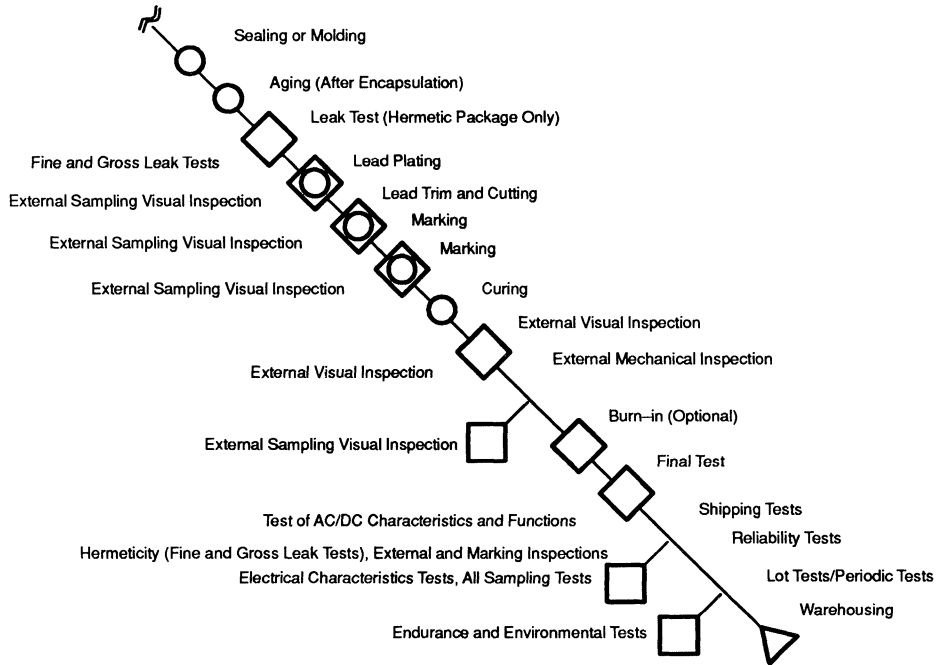 Sealing or Molding
Aging (After Encapsulation)
Leak Test (Hermetic Package Only)
Fine and Gross Leak Tests
Lead Plating
External Sampling Visual Inspection
Lead Trim and Cutting
Marking
External Sampling Visual Inspection
Marking
External Sampling Visual Inspection
Curing
External Visual Inspection
External Mechanical Inspection
External Visual Inspection
Burn–in (Optional)
External Sampling Visual Inspection
Final Test
Shipping Tests
Test of AC/DC Characteristics and Functions
Reliability Tests
Hermeticity (Fine and Gross Leak Tests), External and Marking Inspections
Electrical Characteristics Tests, All Sampling Tests
Lot Tests/Periodic Tests
Warehousing
Endurance and Environmental Tests